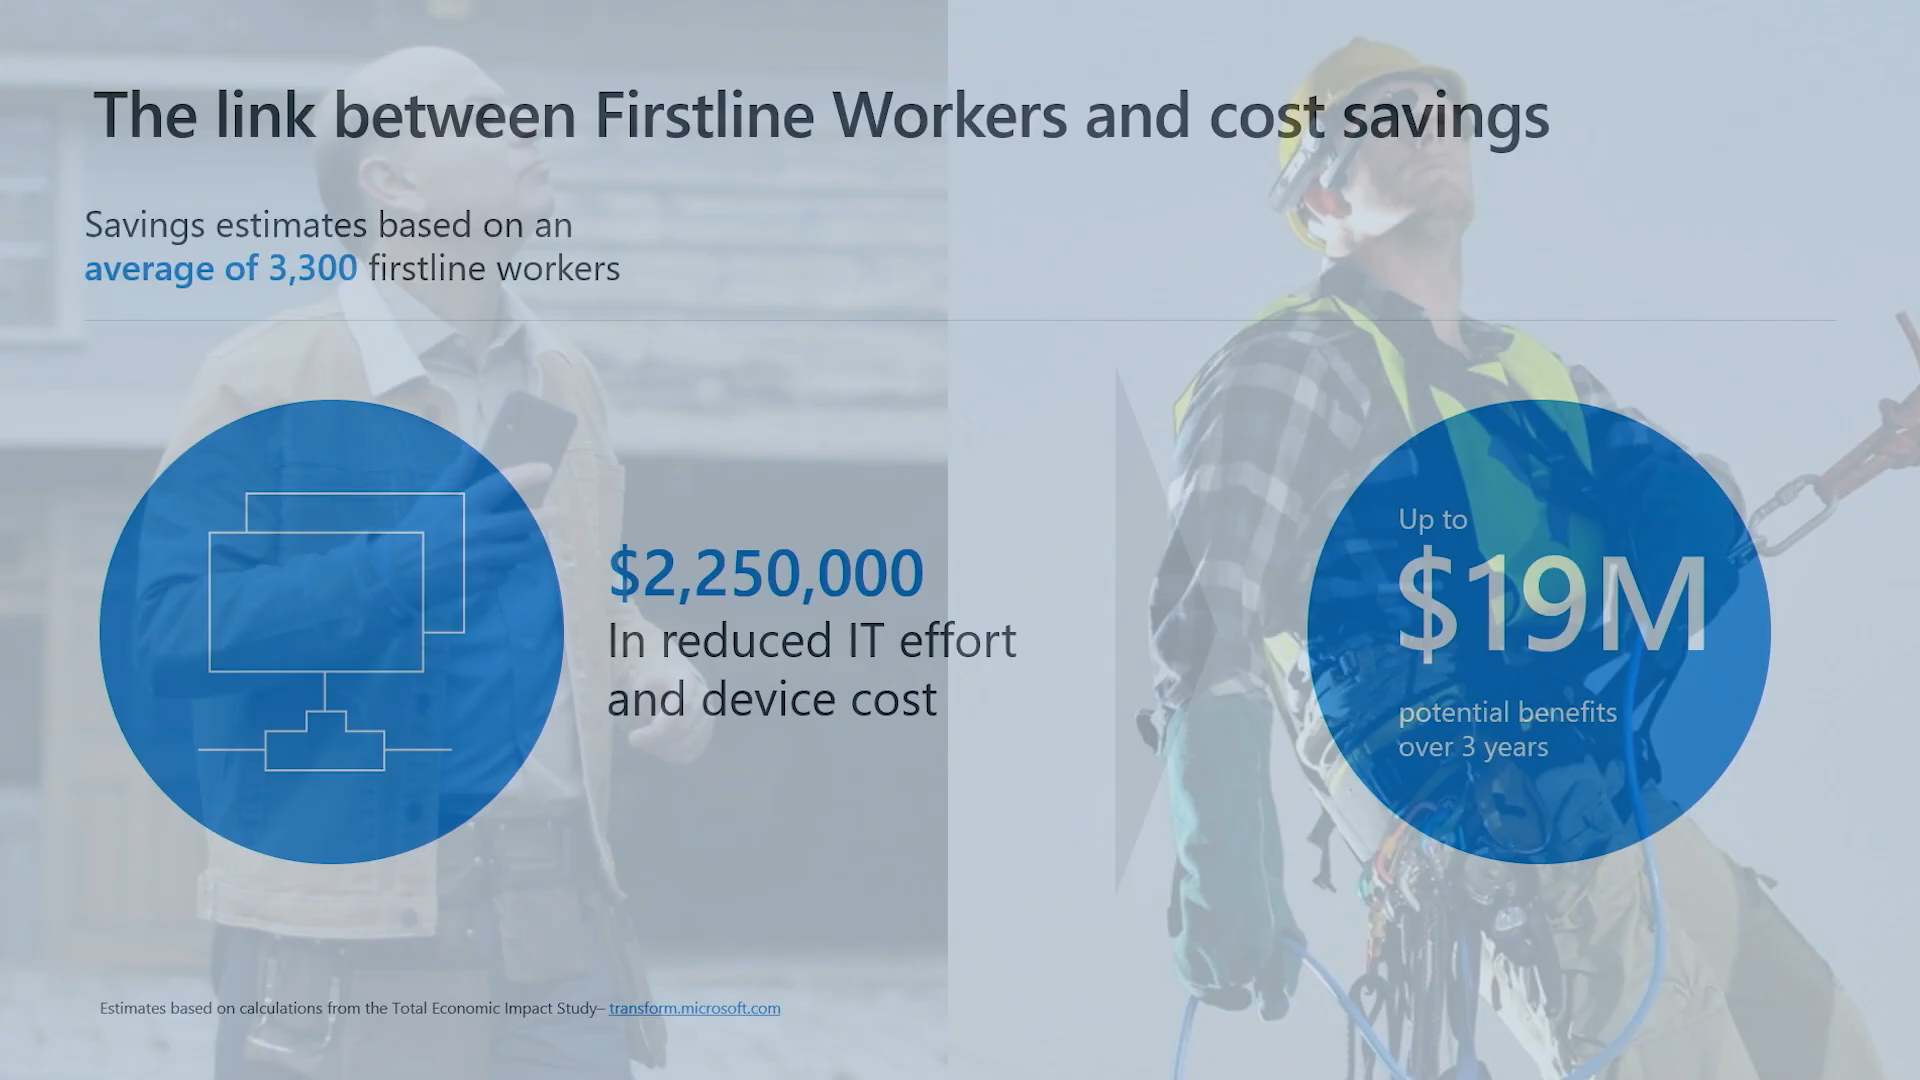 The link between Firstline Workers and cost savings
Savings estimates based on an
average of 3,300 firstline workers
$2,250,000
In reduced IT effort
and device cost
Up to
$19M
potential benefits
over 3 years
Estimates based on calculations from the Total Economic Impact Study– transform.microsoft.com